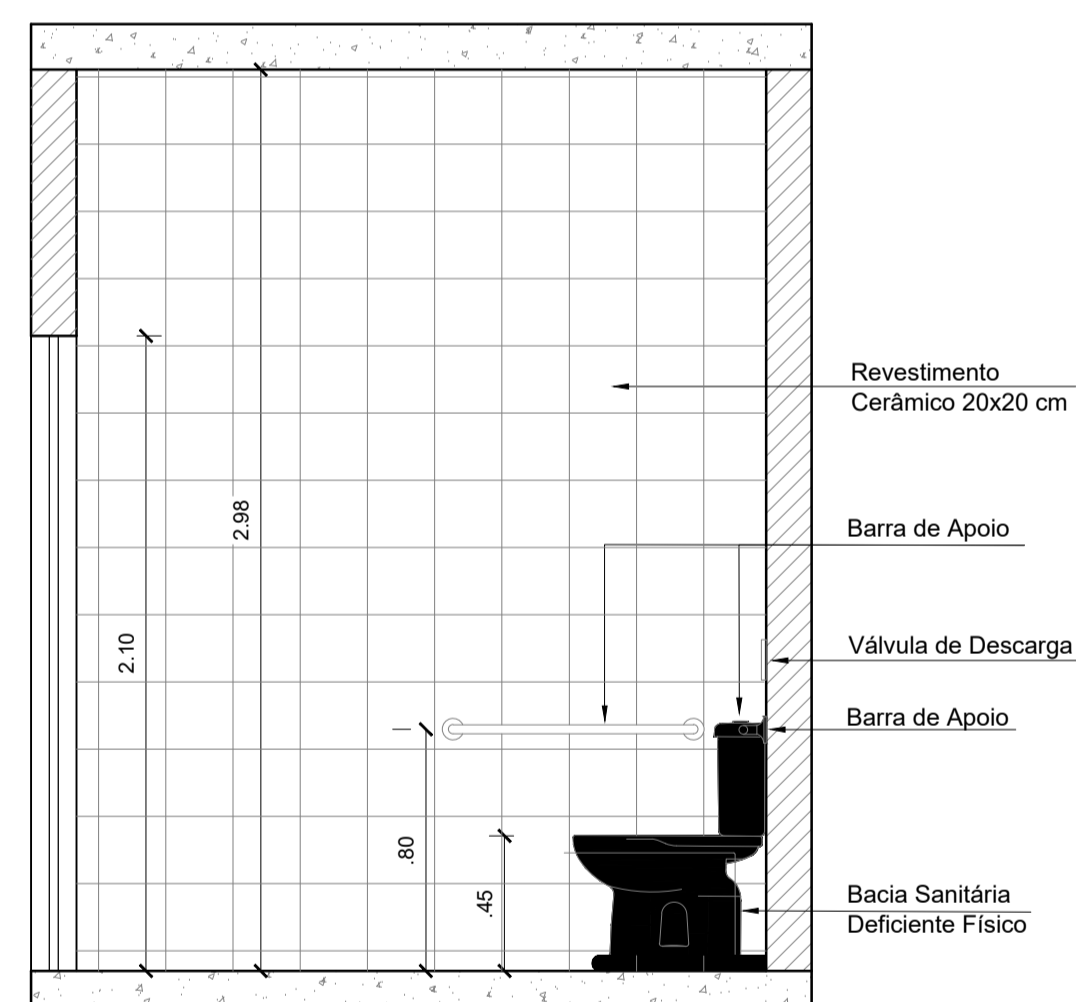 Revestimento
Cerâmico 20x20 cm
2.98
Barra de Apoio
2.10
Válvula de Descarga
Barra de Apoio
.80
.45
Bacia Sanitária
Deficiente Físico